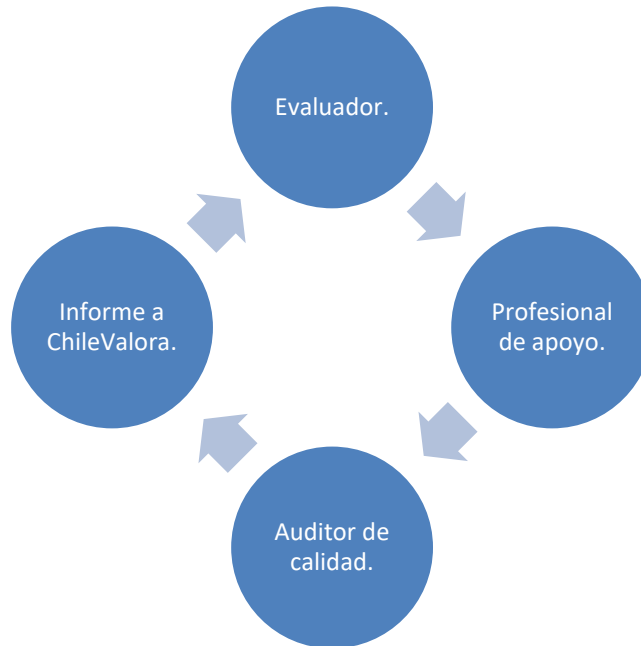 Evaluador.
Profesional
de apoyo.
Auditor de
calidad.
Informe a
ChileValora.